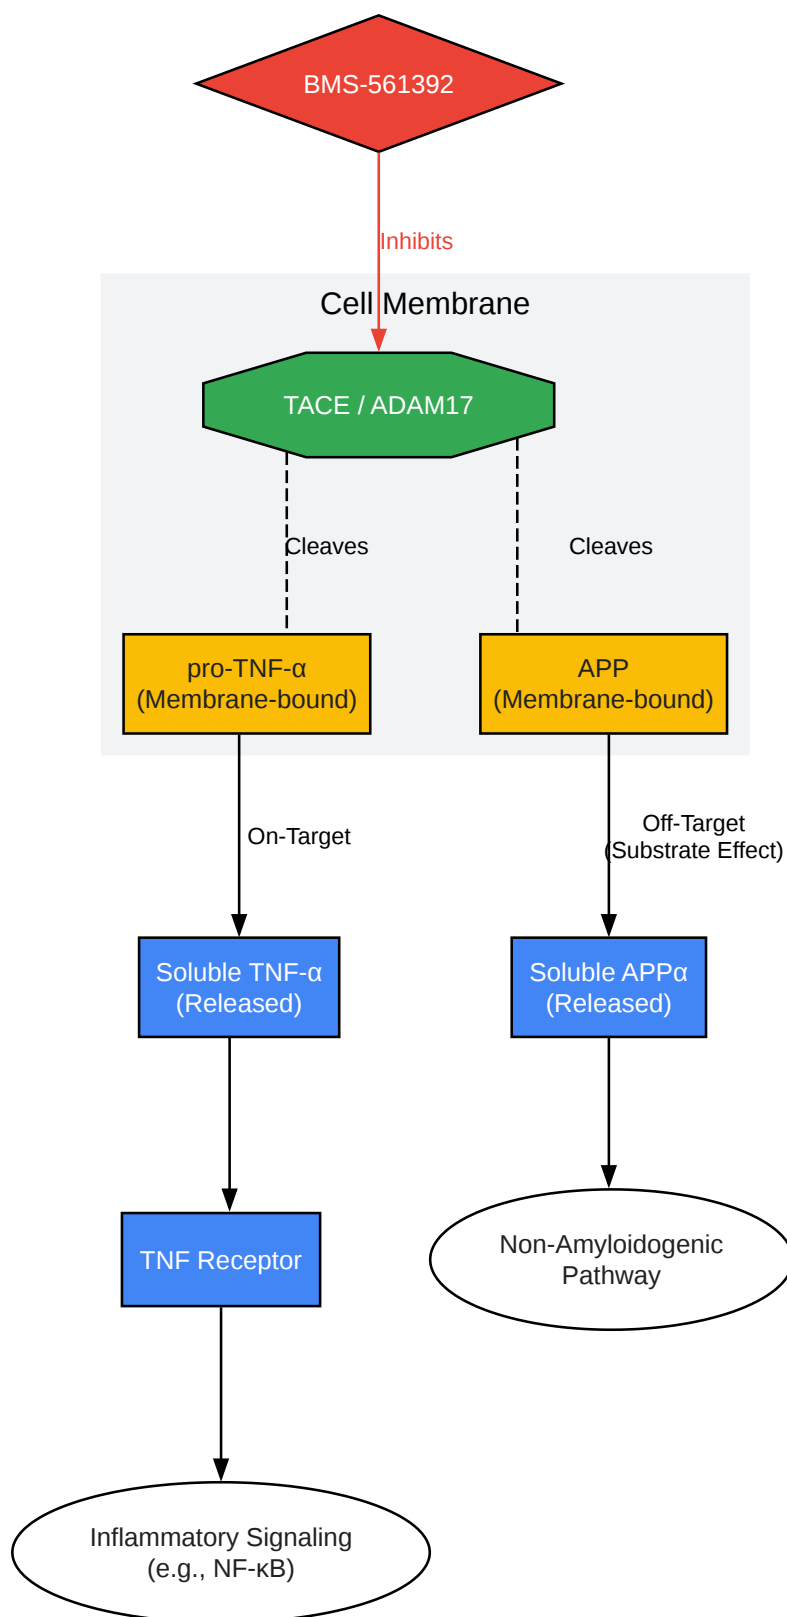 BMS-561392
Inhibits
Cell Membrane
TACE / ADAM17
Cleaves
Cleaves
pro-TNF-α
(Membrane-bound)
APP
(Membrane-bound)
On-Target
Off-Target
(Substrate Effect)
Soluble TNF-α
(Released)
Soluble APPα
(Released)
TNF Receptor
Non-Amyloidogenic
Pathway
Inflammatory Signaling
(e.g., NF-κB)